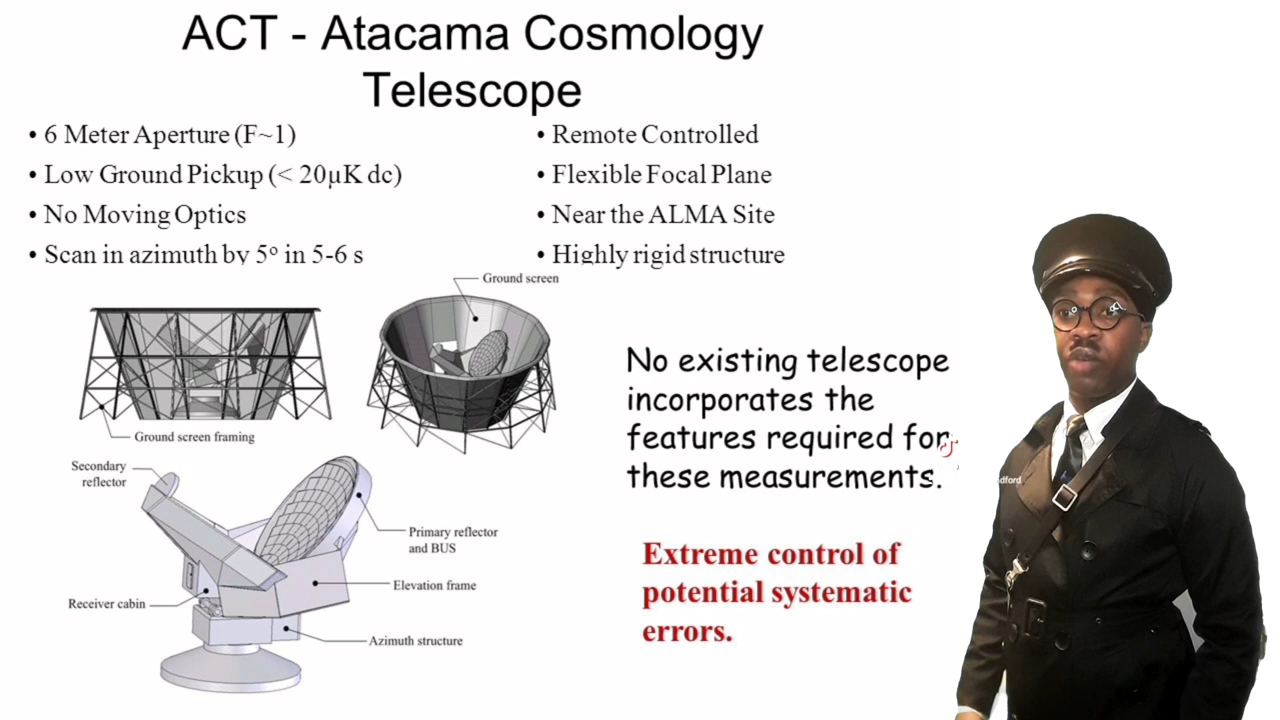 ACT - Atacama Cosmology
Telescope
• 6 Meter Aperture (F~1)
• Low Ground Pickup (< 20µK dc)
• No Moving Optics
• Scan in azimuth by 5º in 5-6 s
• Remote Controlled
• Flexible Focal Plane
• Near the ALMA Site
• Highly rigid structure
Ground screen
Ground screen framing
Secondary
reflector
Primary reflector
and BUS
Elevation frame
Receiver cabin
Azimuth structure
No existing telescope
incorporates the
features required for
these measurements.
Extreme control of
potential systematic
errors.